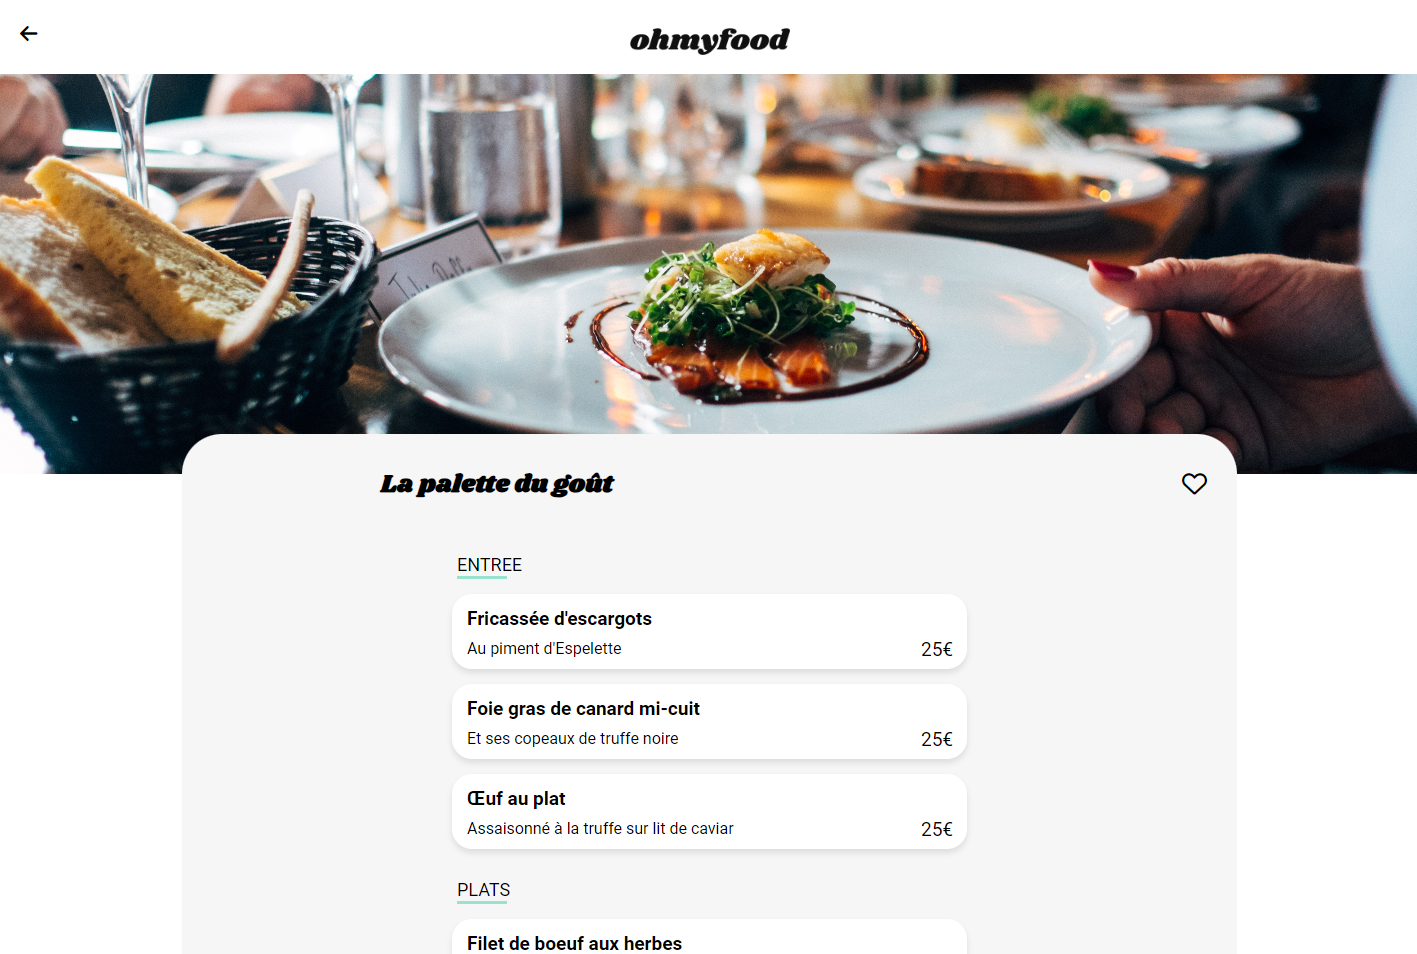 ohmyfood
La palette du goût
ENTREE
Fricassée d'escargots
Au piment d'Espelette
25€
Foie gras de canard mi-cuit
Et ses copeaux de truffe noire
25€
Œuf au plat
Assaisonné à la truffe sur lit de caviar
25€
PLATS
Filet de boeuf aux herbes